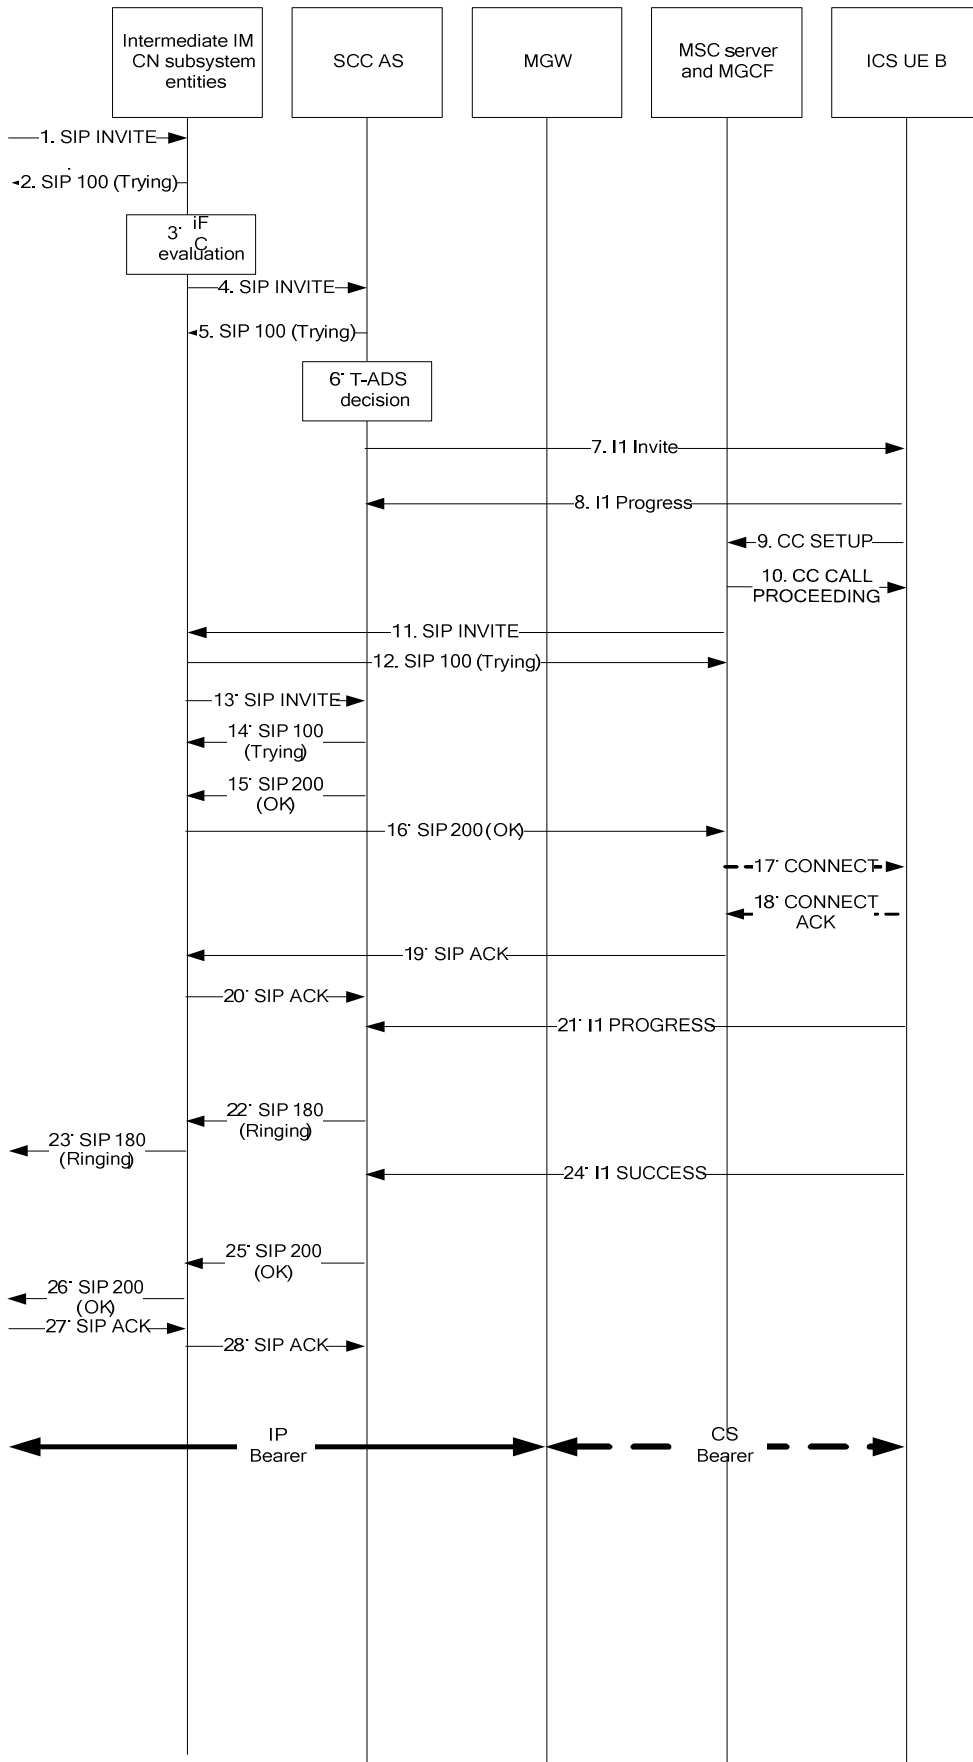 Intermediate IM
CN subsystem
entities
SCC AS
MGW
MSC server
and MGCF
ICS UE B
1. SIP INVITE
2. SIP 100 (Trying)
3. iF
C
evaluation
4. SIP INVITE
5. SIP 100 (Trying)
6. T-ADS
decision
7. I1 Invite
8. I1 Progress
9. CC SETUP
10. CC CALL
PROCEEDING
11. SIP INVITE
12. SIP 100 (Trying)
13. SIP INVITE
14. SIP 100
(Trying)
15. SIP 200
(OK)
16. SIP 200 (OK)
17. CONNECT
18. CONNECT
ACK
19. SIP ACK
20. SIP ACK
21. I1 PROGRESS
22. SIP 180
(Ringing)
23. SIP 180
(Ringing)
24. I1 SUCCESS
25. SIP 200
(OK)
26. SIP 200
(OK)
27. SIP ACK
28. SIP ACK
IP
Bearer
CS
Bearer